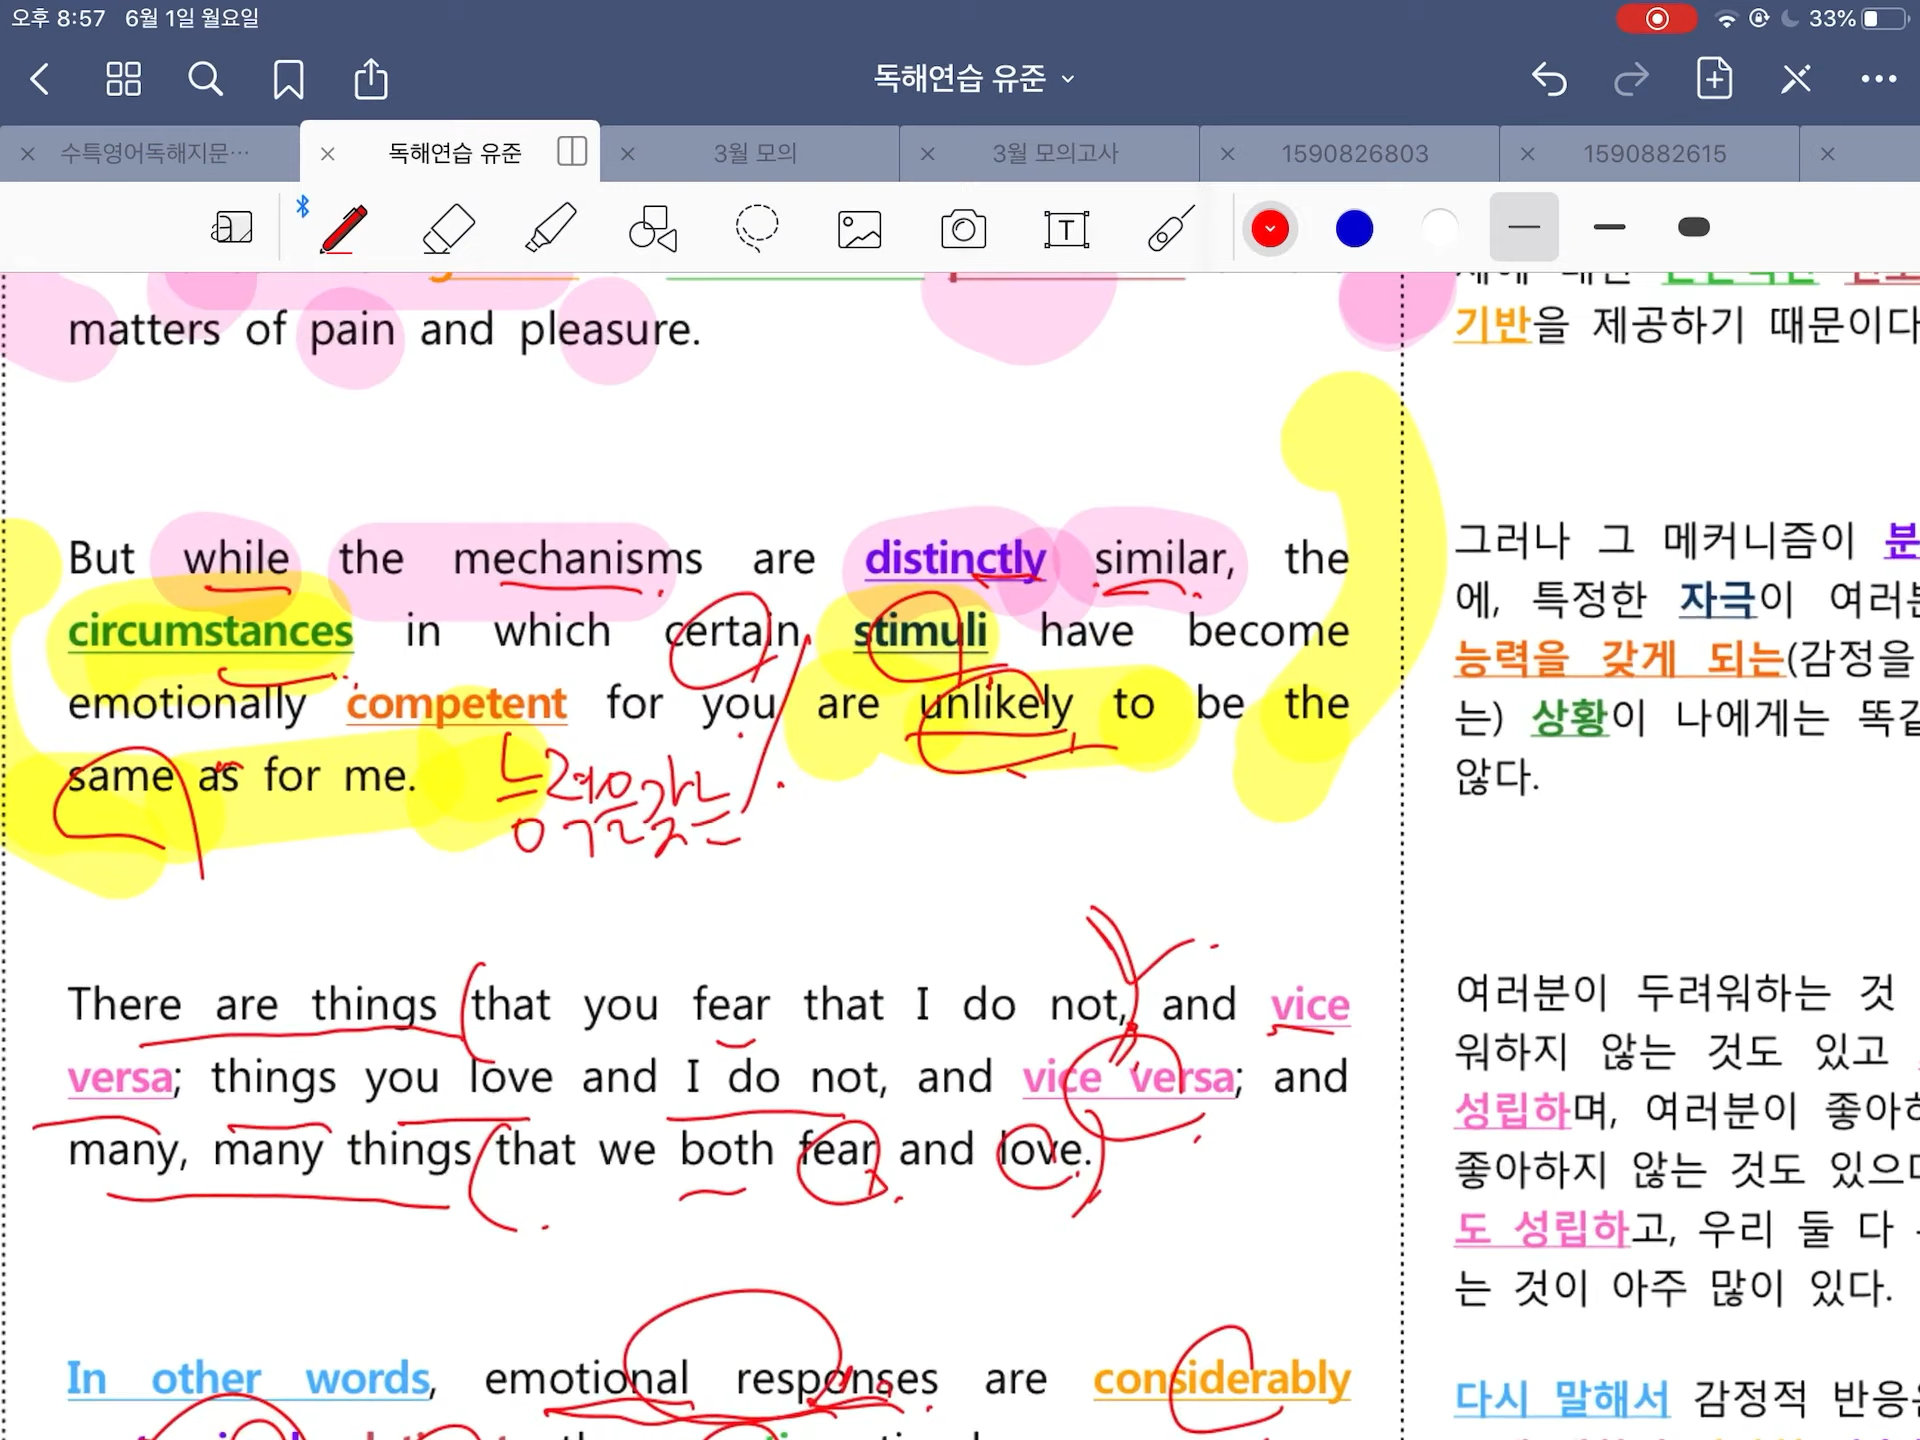 오후 8:57 6월 1일 월요일
33%
독해연습 유준
수특영어독해지문…
독해연습 유준
3월 모의
3월 모의고사
1590826803
1590882615
matters of pain and pleasure.
But while the mechanisms are distinctly similar, the
circumstances in which certain stimuli have become
emotionally competent for you are unlikely to be the
same as for me.
능력을 갖는
There are things that you fear that I do not, and vice
versa; things you love and I do not, and vice versa; and
many, many things that we both fear and love.
In other words, emotional responses are considerably
기반을 제공하기 때문이다
그러나 그 메커니즘이 분
에, 특정한 자극이 여러분
능력을 갖게 되는(감정을
는) 상황이 나에게는 똑같
않다.
여러분이 두려워하는 것
워하지 않는 것도 있고
성립하며, 여러분이 좋아하
좋아하지 않는 것도 있으며
도 성립하고, 우리 둘 다
는 것이 아주 많이 있다.
다시 말해서 감정적 반응은